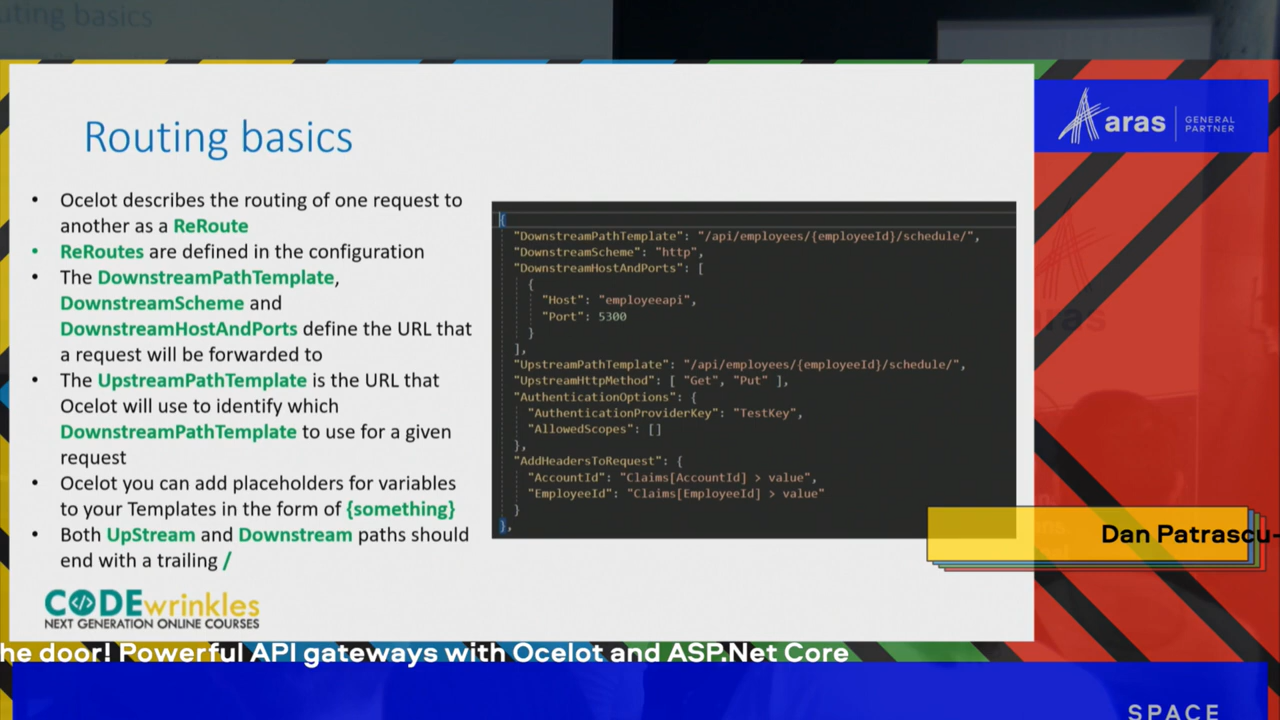 uting basics
Routing basics
• Ocelot describes the routing of one request to
another as a ReRoute
• ReRoutes are defined in the configuration
• The DownstreamPathTemplate,
DownstreamScheme and
DownstreamHostAndPorts define the URL that
a request will be forwarded to
• The UpstreamPathTemplate is the URL that
Ocelot will use to identify which
DownstreamPathTemplate to use for a given
request
• Ocelot you can add placeholders for variables
to your Templates in the form of {something}
• Both UpStream and Downstream paths should
end with a trailing /
CODEwrinkles
NEXT GENERATION ONLINE COURSES
{
"DownstreamPathTemplate": "/api/employees/{employeeId}/schedule/",
"DownstreamScheme": "http",
"DownstreamHostAndPorts": [
{
"Host": "employeeapi",
"Port": 5300
}
],
"UpstreamPathTemplate": "/api/employees/{employeeId}/schedule/",
"UpstreamHttpMethod": [ "Get", "Put" ],
"AuthenticationOptions": {
"AuthenticationProviderKey": "TestKey",
"AllowedScopes": []
},
"AddHeadersToRequest": {
"AccountId": "Claims[AccountId] > value",
"EmployeeId": "Claims[EmployeeId] > value"
}
},
aras
GENERAL
PARTNER
aras
Dan Patrascu-
he door! Powerful API gateways with Ocelot and ASP.Net Core
SPACE